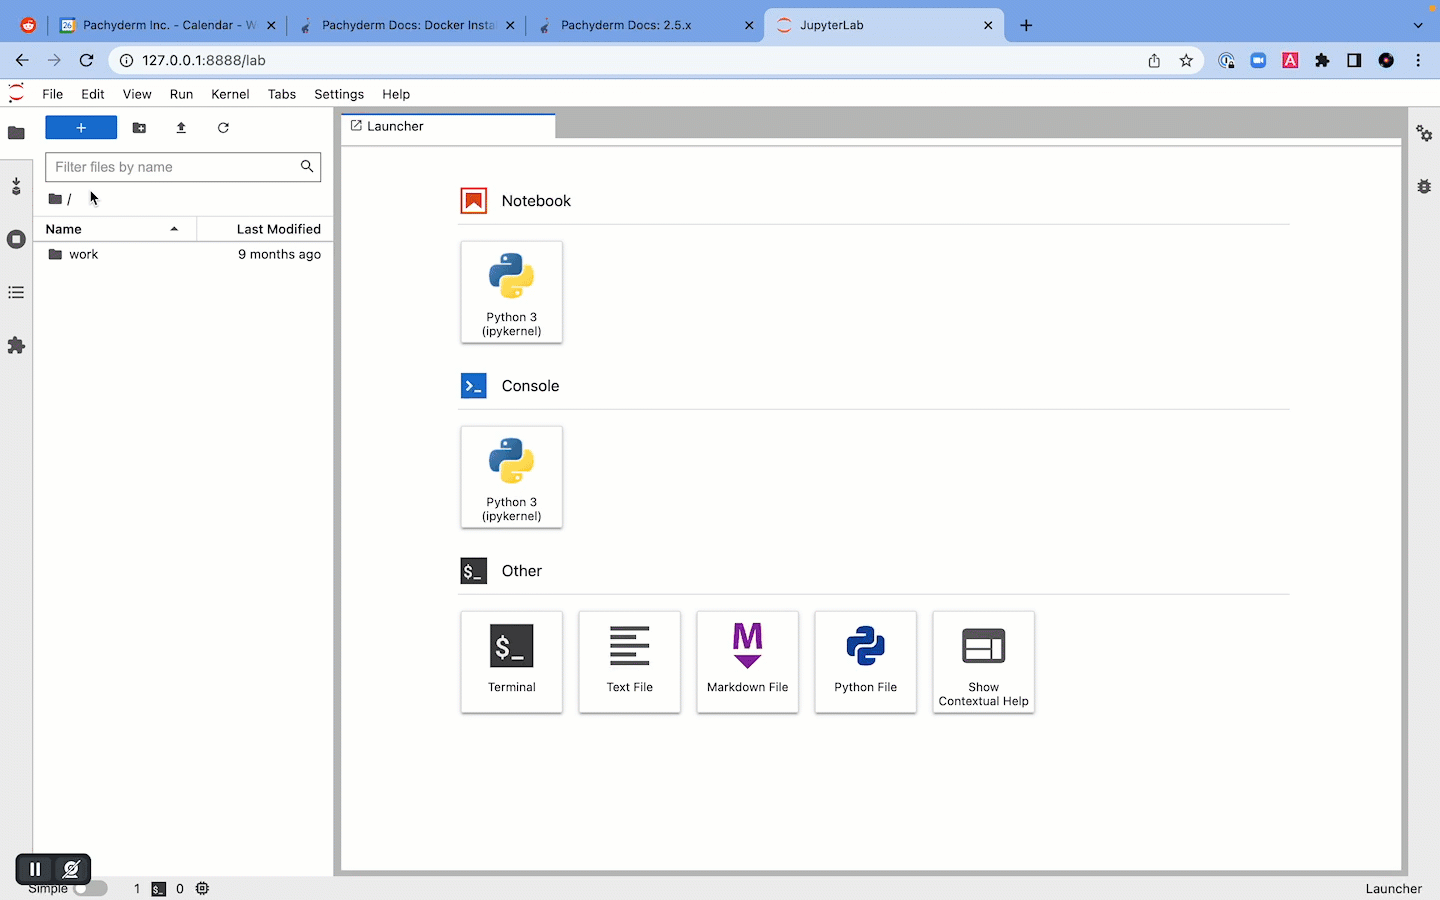 26 Pachyderm Inc. - Calendar - W
Pachyderm Docs: Docker Insta
Pachyderm Docs: 2.5.x
JupyterLab
127.0.0.1:8888/lab
A
File Edit View Run Kernel Tabs Settings Help
+
Launcher
Filter files by name
/
Name Last Modified
work 9 months ago
Notebook
Python 3
(ipykernel)
>_ Console
Python 3
(ipykernel)
$_ Other
$_
Terminal
Text File
M
Markdown File
Python File
Show
Contextual Help
Simple 1 $_ 0 Launcher